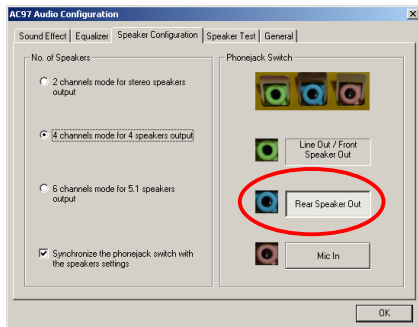 AC97 Audio Configuration
Sound Effect
Equalizer
Speaker Configuration
Speaker Test
General
No. of Speakers
2 channels mode for stereo speakers
output
4 channels mode for 4 speakers output
6 channels mode for 5.1 speakers
output
Synchronize the phonejack switch with
the speakers settings
Phonejack Switch
Line Out / Front
Speaker Out
Rear Speaker Out
Mic In
OK